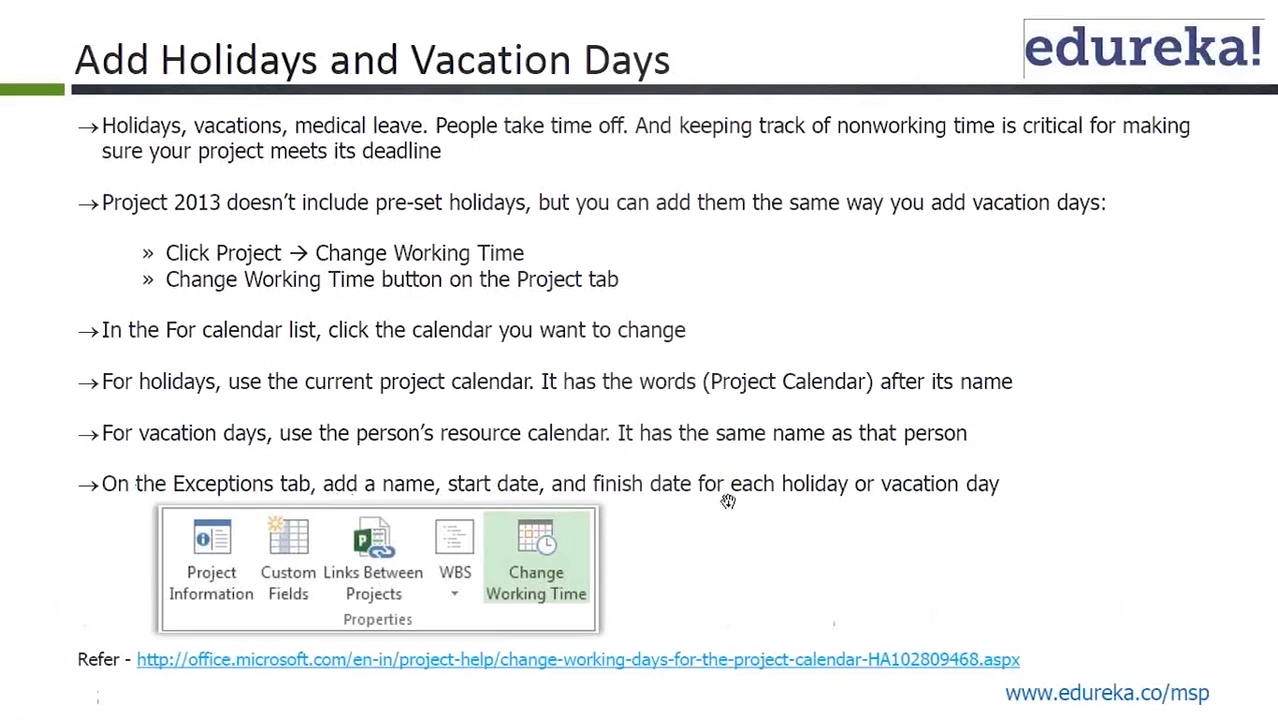 Add Holidays and Vacation Days
edureka!
→Holidays, vacations, medical leave. People take time off. And keeping track of nonworking time is critical for making
sure your project meets its deadline
→Project 2013 doesn't include pre-set holidays, but you can add them the same way you add vacation days:
» Click Project → Change Working Time
» Change Working Time button on the Project tab
→In the For calendar list, click the calendar you want to change
→For holidays, use the current project calendar. It has the words (Project Calendar) after its name
→For vacation days, use the person's resource calendar. It has the same name as that person
→On the Exceptions tab, add a name, start date, and finish date for each holiday or vacation day
Project Custom Links Between WBS Change
Information Fields Projects Working Time
Properties
Refer - http://office.microsoft.com/en-in/project-help/change-working-days-for-the-project-calendar-HA102809468.aspx
www.edureka.co/msp